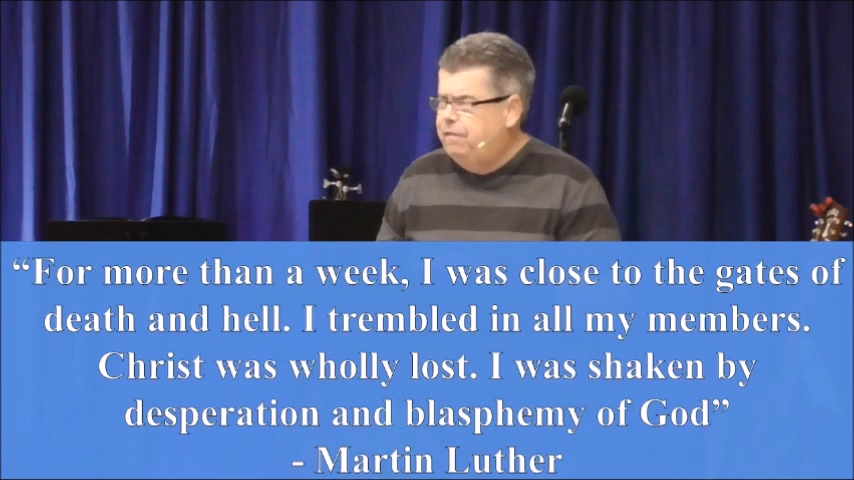 “For more than a week, I was close to the gates of
death and hell. I trembled in all my members.
Christ was wholly lost. I was shaken by
desperation and blasphemy of God”
- Martin Luther